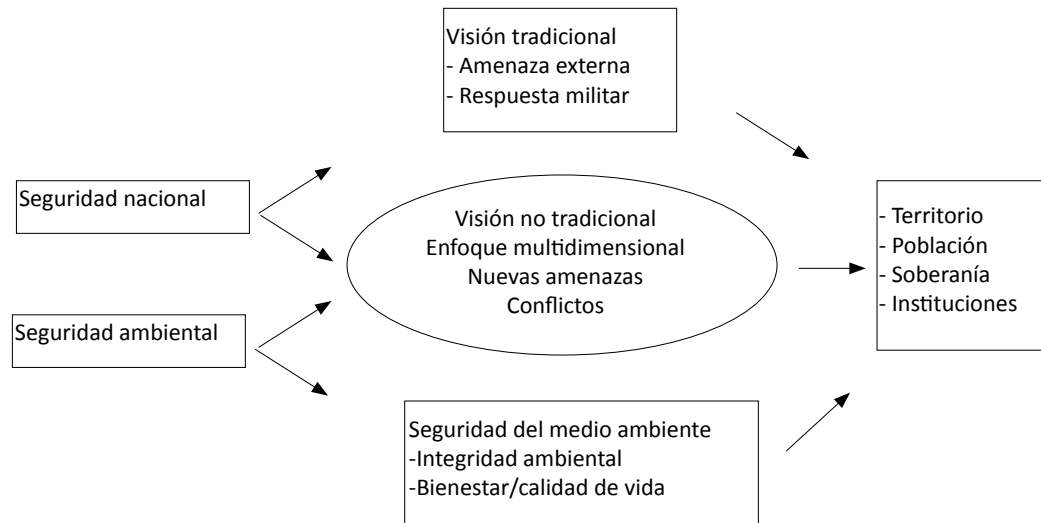 Visión tradicional
- Amenaza externa
- Respuesta militar
Seguridad nacional
Visión no tradicional
Enfoque multidimensional
Nuevas amenazas
Conflictos
- Territorio
- Población
- Soberanía
- Instituciones
Seguridad ambiental
Seguridad del medio ambiente
-Integridad ambiental
-Bienestar/calidad de vida